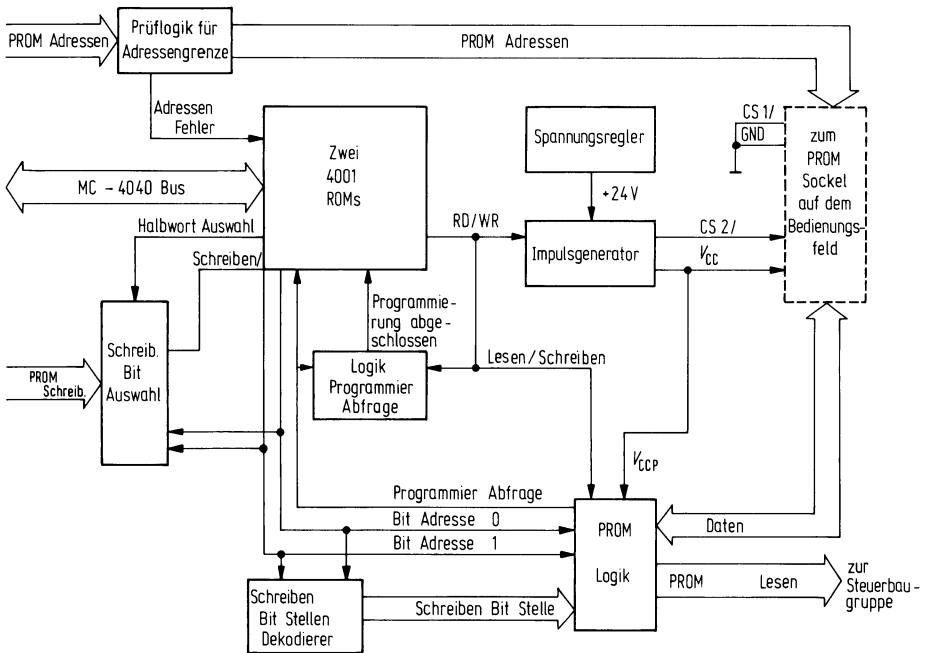 PROM Adressen
Prüflogik für
Adressengrenze
PROM Adressen
Adressen
Fehler
Zwei
4001
ROMs
Spannungsregler
CS 1/
GND
zum
PROM
Sockel
auf dem
Bedienungs-
feld
MC - 4040 Bus
+24V
Halbwort Auswahl
RD/WR
Impulsgenerator
CS 2/
VCC
Schreiben/
Programmie-
rung abge-
schlossen
Schreib.
Bit
Auswahl
PROM
Schreib.
Logik
Programmier
Abfrage
Lesen/Schreiben
VCCP
Programmier Abfrage
Bit Adresse 0
Bit Adresse 1
PROM
Logik
Daten
PROM Lesen
zur
Steuerbau-
gruppe
Schreiben
Bit Stellen
Dekodierer
Schreiben Bit Stelle